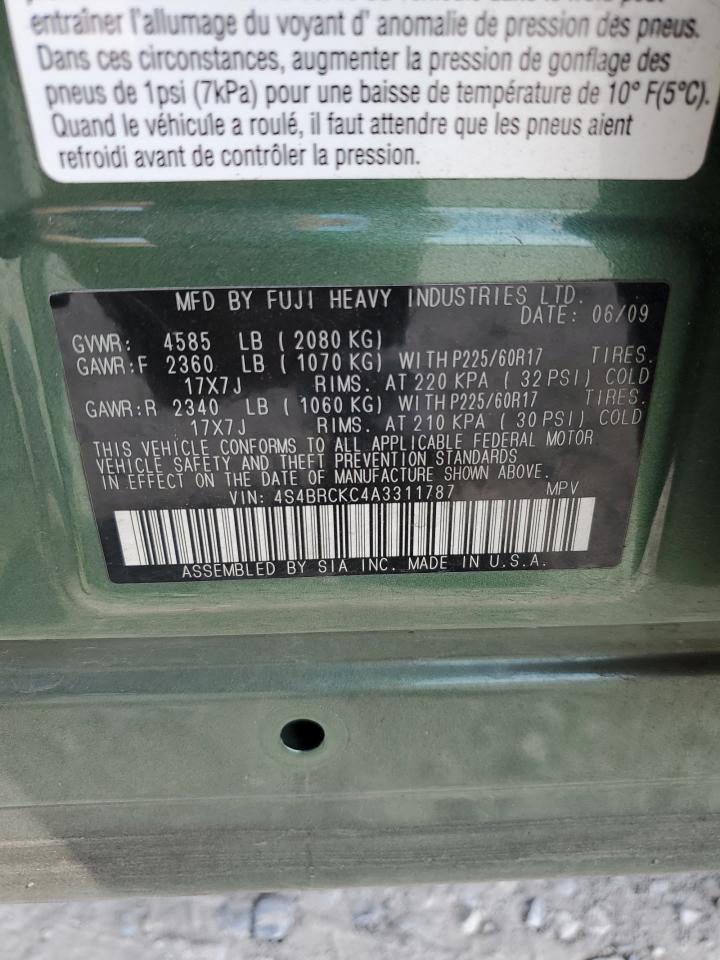 entraîner l'allumage du voyant d' anomalie de pression des pneus.
Dans ces circonstances, augmenter la pression de gonflage des
pneus de 1psi (7kPa) pour une baisse de température de 10° F(5°C).
Quand le véhicule a roulé, il faut attendre que les pneus aient
refroidi avant de contrôler la pression.
MFD BY FUJI HEAVY INDUSTRIES LTD.
DATE: 06/09
GVWR: 4585 LB ( 2080 KG)
GAWR:F 2360 LB ( 1070 KG) WITH P225/60R17 TIRES.
17X7J RIMS. AT 220 KPA ( 32 PSI) COLD
GAWR:R 2340 LB ( 1060 KG) WITH P225/60R17 TIRES.
17X7J RIMS. AT 210 KPA ( 30 PSI) COLD
THIS VEHICLE CONFORMS TO ALL APPLICABLE FEDERAL MOTOR
VEHICLE SAFETY AND THEFT PREVENTION STANDARDS
IN EFFECT ON THE DATE OF MANUFACTURE SHOWN ABOVE.
VIN: 4S4BRCKC4A3311787 MPV
ASSEMBLED BY SIA INC. MADE IN U.S.A.